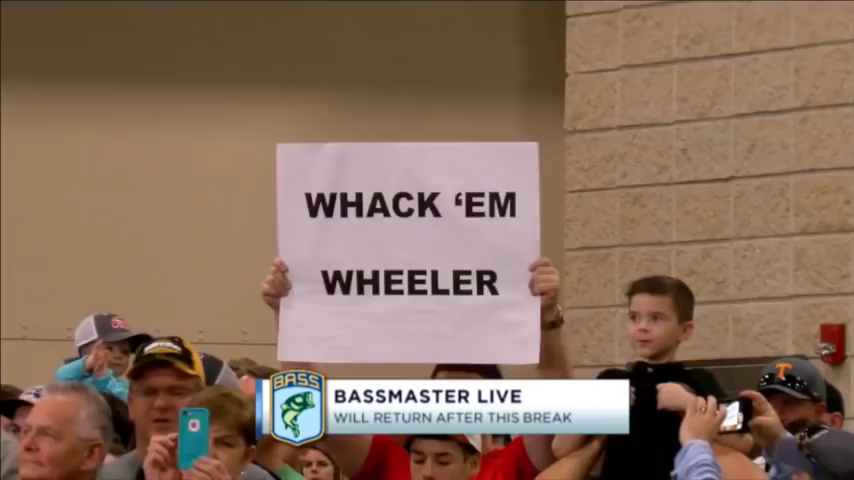 WHACK ‘EM
WHEELER
BASS
BASSMASTER LIVE
WILL RETURN AFTER THIS BREAK
T